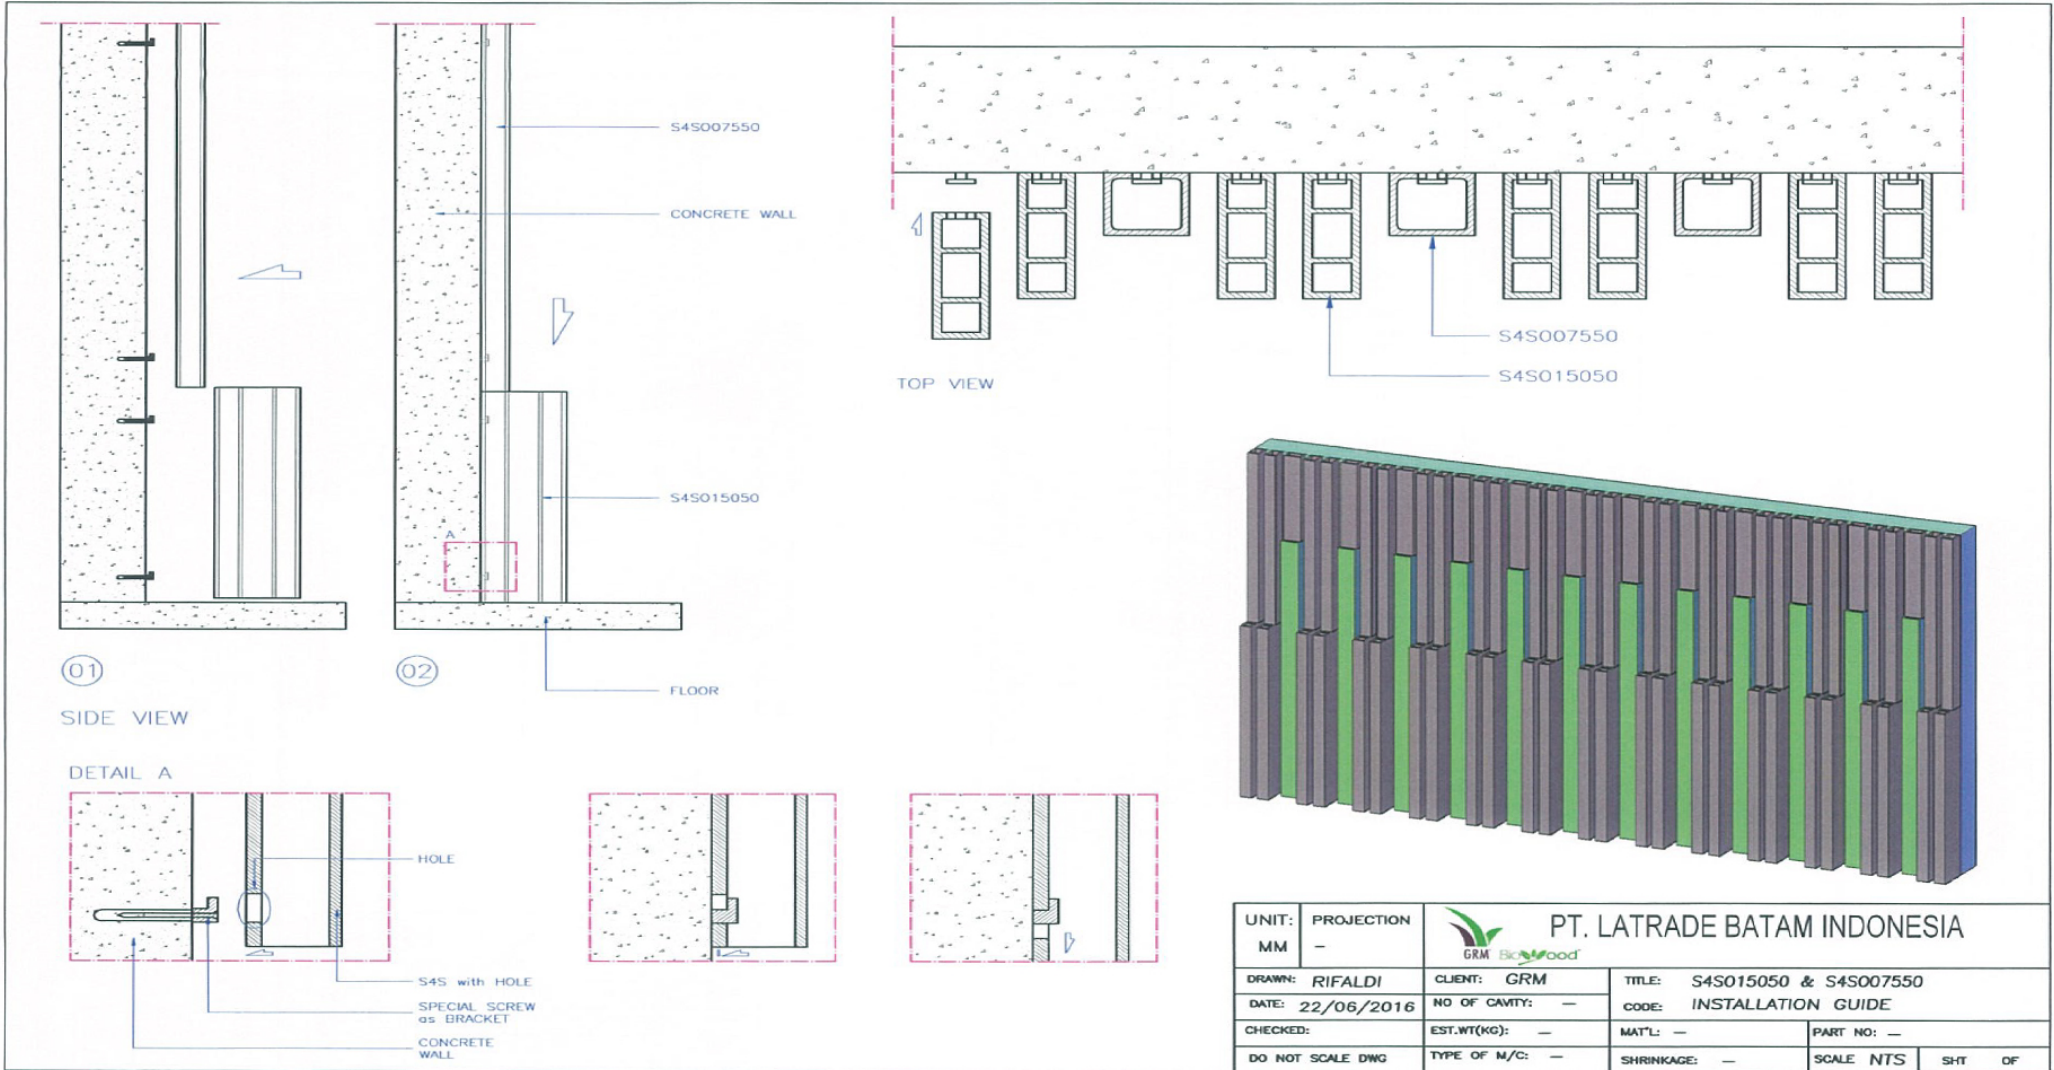 S4S007550
CONCRETE WALL
S4S015050
A
FLOOR
01
02
SIDE VIEW
TOP VIEW
S4S007550
S4S015050
DETAIL A
HOLE
S4S with HOLE
SPECIAL SCREW
as BRACKET
CONCRETE
WALL
UNIT:
MM
PROJECTION
-
GRM BioWood
PT. LATRADE BATAM INDONESIA
DRAWN: RIFALDI
CLIENT: GRM
TITLE: S4S015050 & S4S007550
DATE: 22/06/2016
NO OF CAVITY: -
CODE: INSTALLATION GUIDE
CHECKED:
EST.WT(KG): -
MAT'L: -
PART NO: -
DO NOT SCALE DWG
TYPE OF M/C: -
SHRINKAGE: -
SCALE NTS
SHT OF